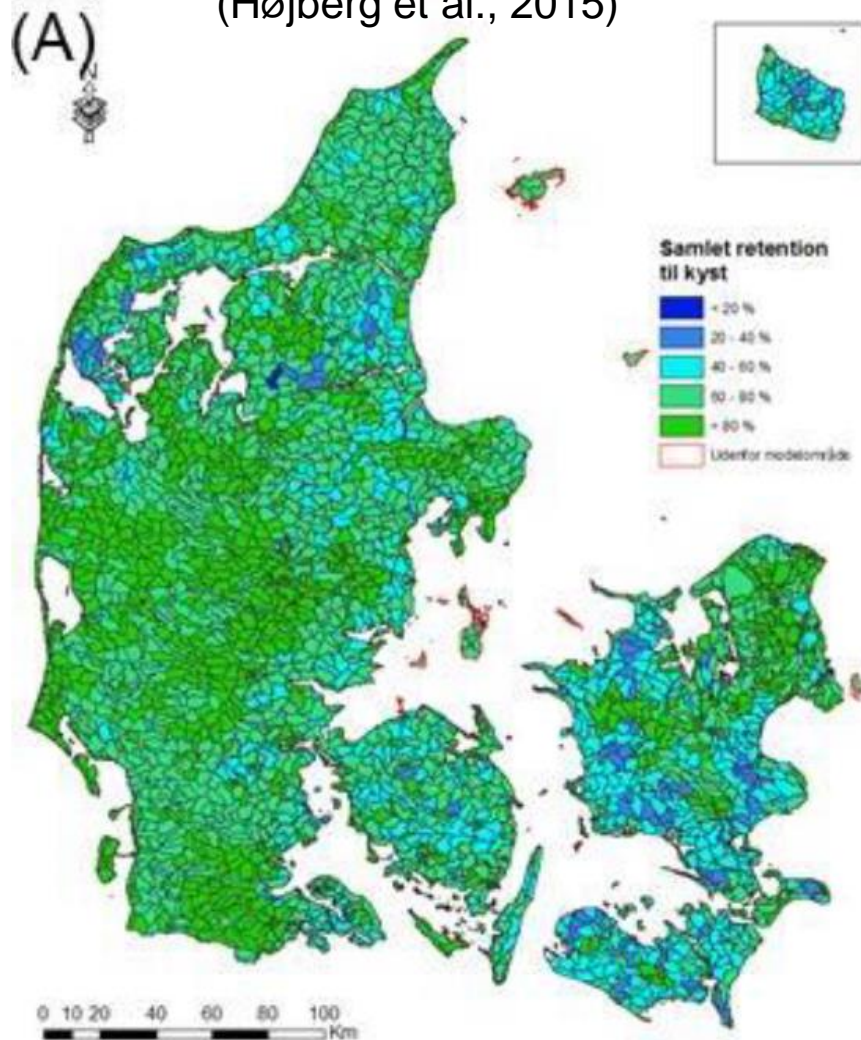 (Højberg et al., 2015)
(A)
N
Samlet retention
til kyst
< 20 %
20 - 40 %
40 - 60 %
60 - 80 %
> 80 %
Udenfor modelområde
0 10 20 40 60 80 100
Km